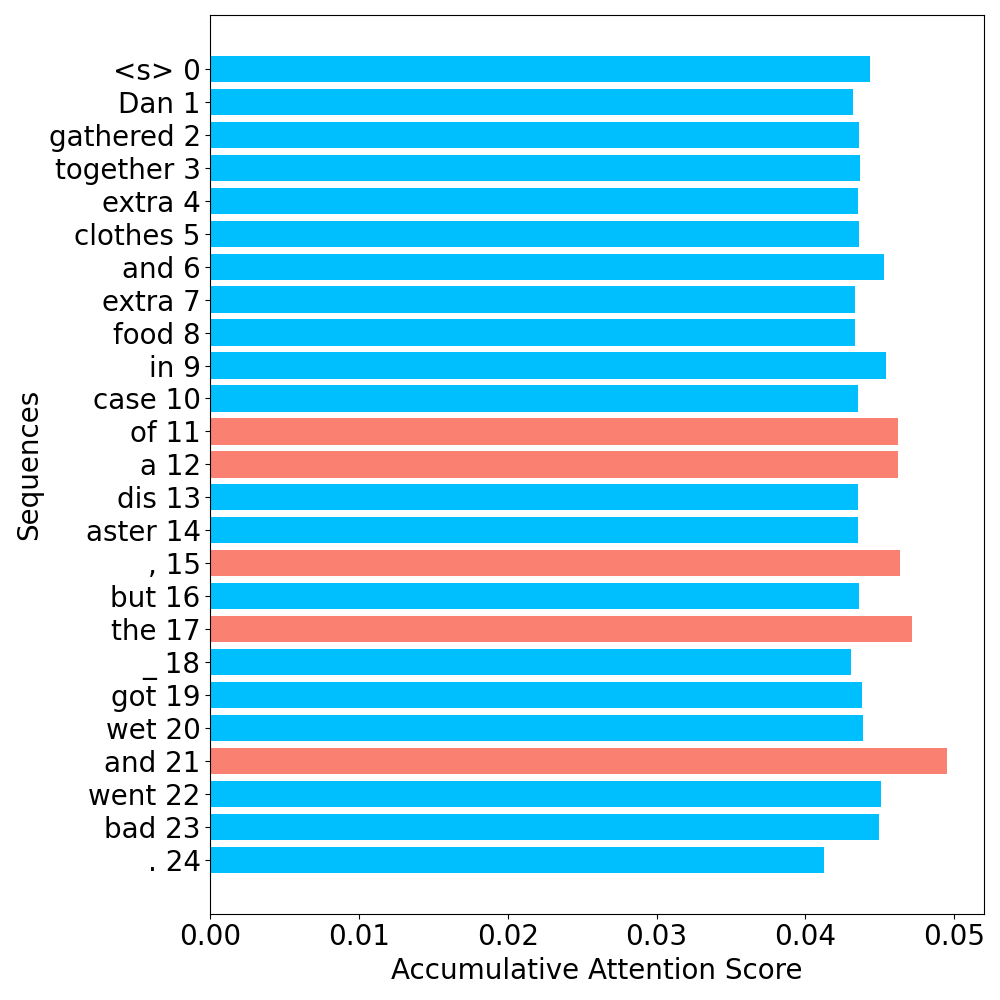 <s> 0
Dan 1
gathered 2
together 3
extra 4
clothes 5
and 6
extra 7
food 8
in 9
case 10
of 11
a 12
dis 13
aster 14
, 15
but 16
the 17
_ 18
got 19
wet 20
and 21
went 22
bad 23
. 24
Sequences
0.00 0.01 0.02 0.03 0.04 0.05
Accumulative Attention Score